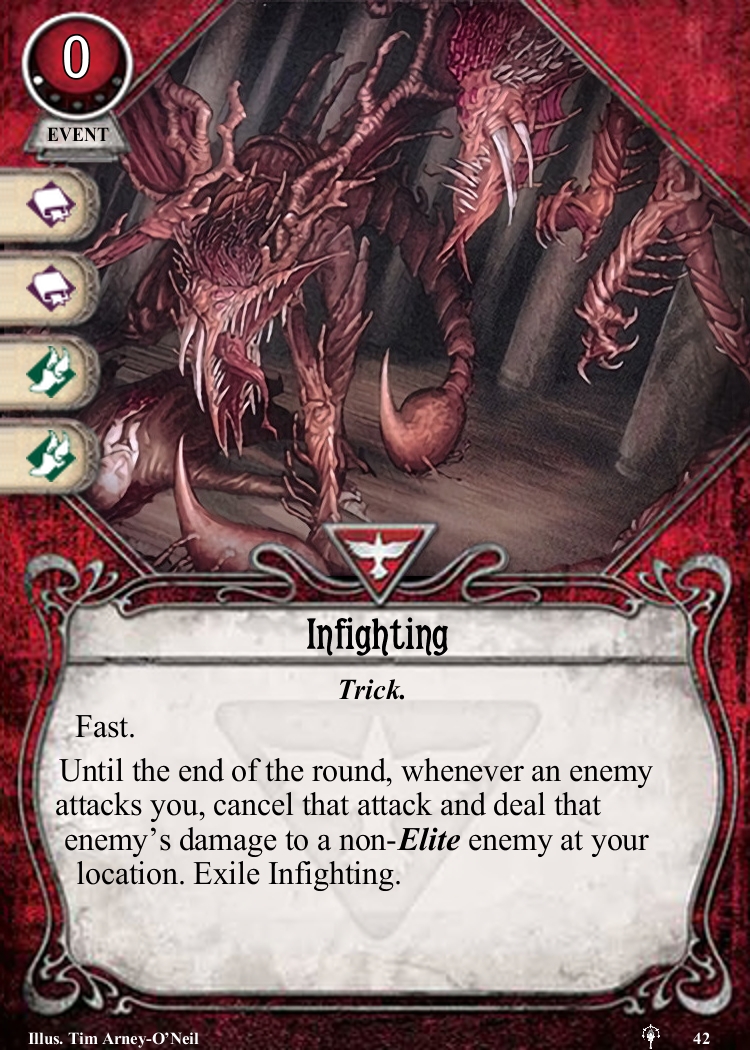 0
EVENT
Infighting
Trick.
Fast.
Until the end of the round, whenever an enemy
attacks you, cancel that attack and deal that
enemy’s damage to a non-Elite enemy at your
location. Exile Infighting.
Illus. Tim Arney-O’Neil
42